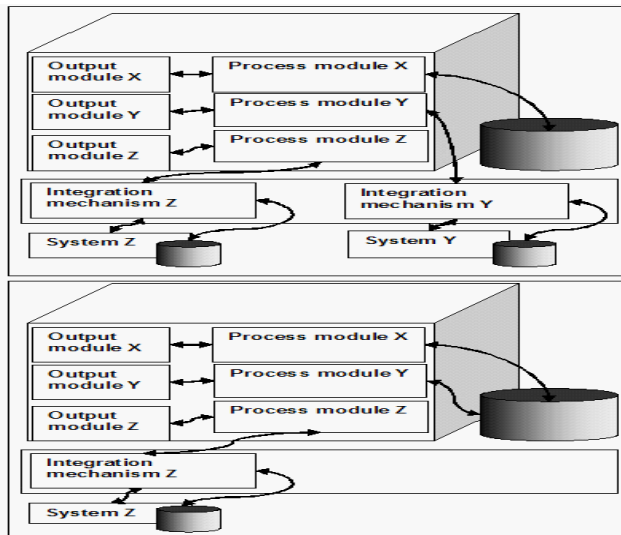 Output
module X
Process module X
Output
module Y
Process module Y
Output
module Z
Process module Z
Integration
mechanism Z
Integration
mechanism Y
System Z
System Y
Output
module X
Process module X
Output
module Y
Process module Y
Output
module Z
Process module Z
Integration
mechanism Z
System Z